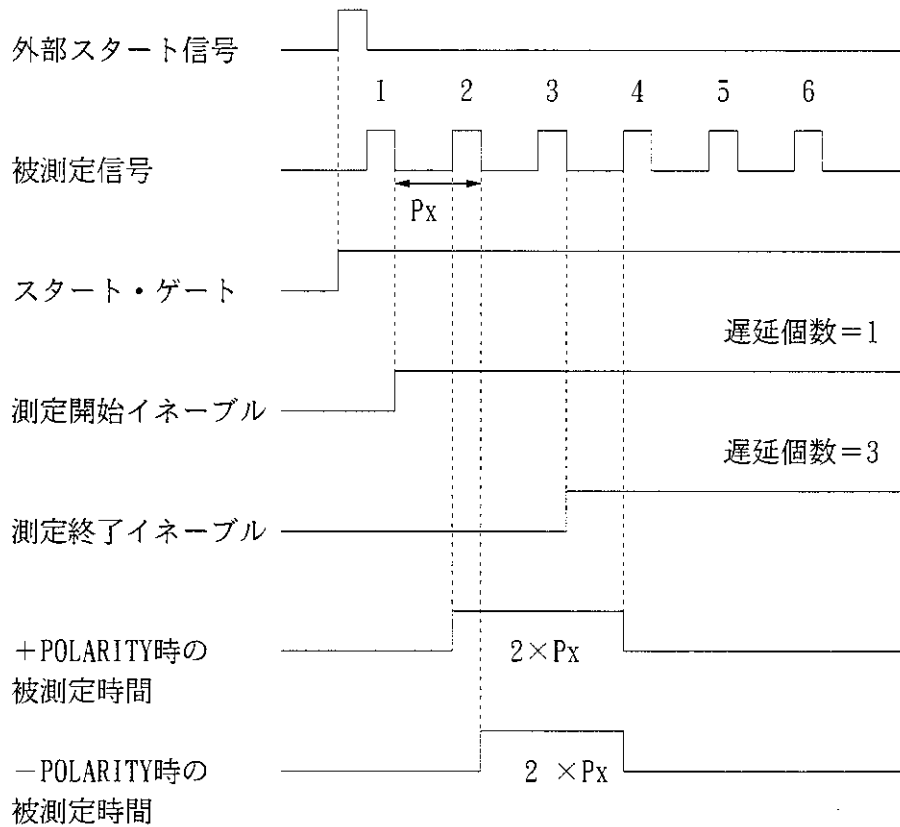 外部スタート信号
1 2 3 4 5 6
被測定信号
Px
スタート・ゲート
遅延個数=1
測定開始イネーブル
遅延個数=3
測定終了イネーブル
+POLARITY時の
被測定時間
2×Px
−POLARITY時の
被測定時間
2 ×Px